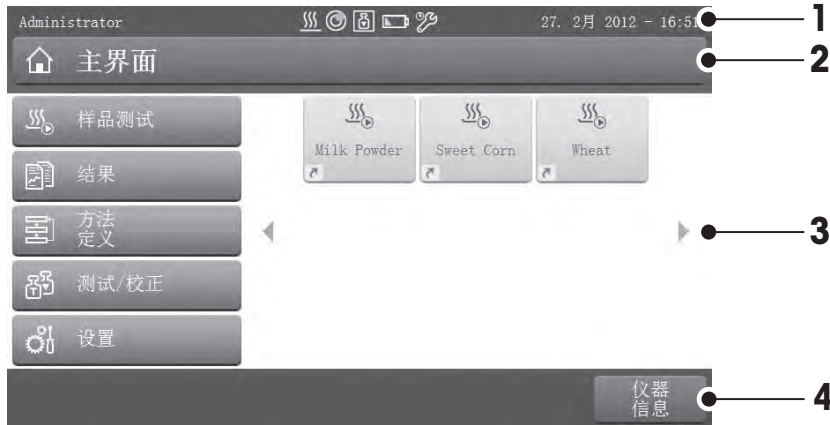 Administrator
27. 2月 2012 - 16:51
1
主界面
2
样品测试
Milk Powder
Sweet Corn
Wheat
结果
方法
定义
3
测试/校正
设置
仪器
信息
4